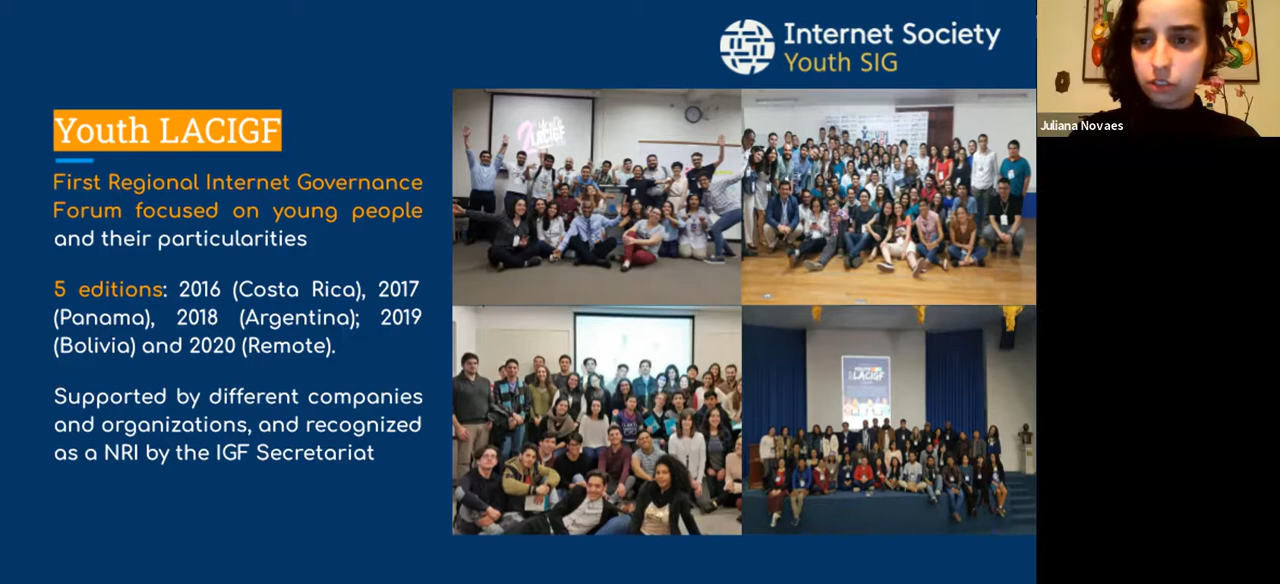 Internet Society
Youth SIG
Youth LACIGF
First Regional Internet Governance
Forum focused on young people
and their particularities
5 editions: 2016 (Costa Rica), 2017
(Panama), 2018 (Argentina); 2019
(Bolivia) and 2020 (Remote).
Supported by different companies
and organizations, and recognized
as a NRI by the IGF Secretariat
LACIGF
LACIGF
Juliana Novaes